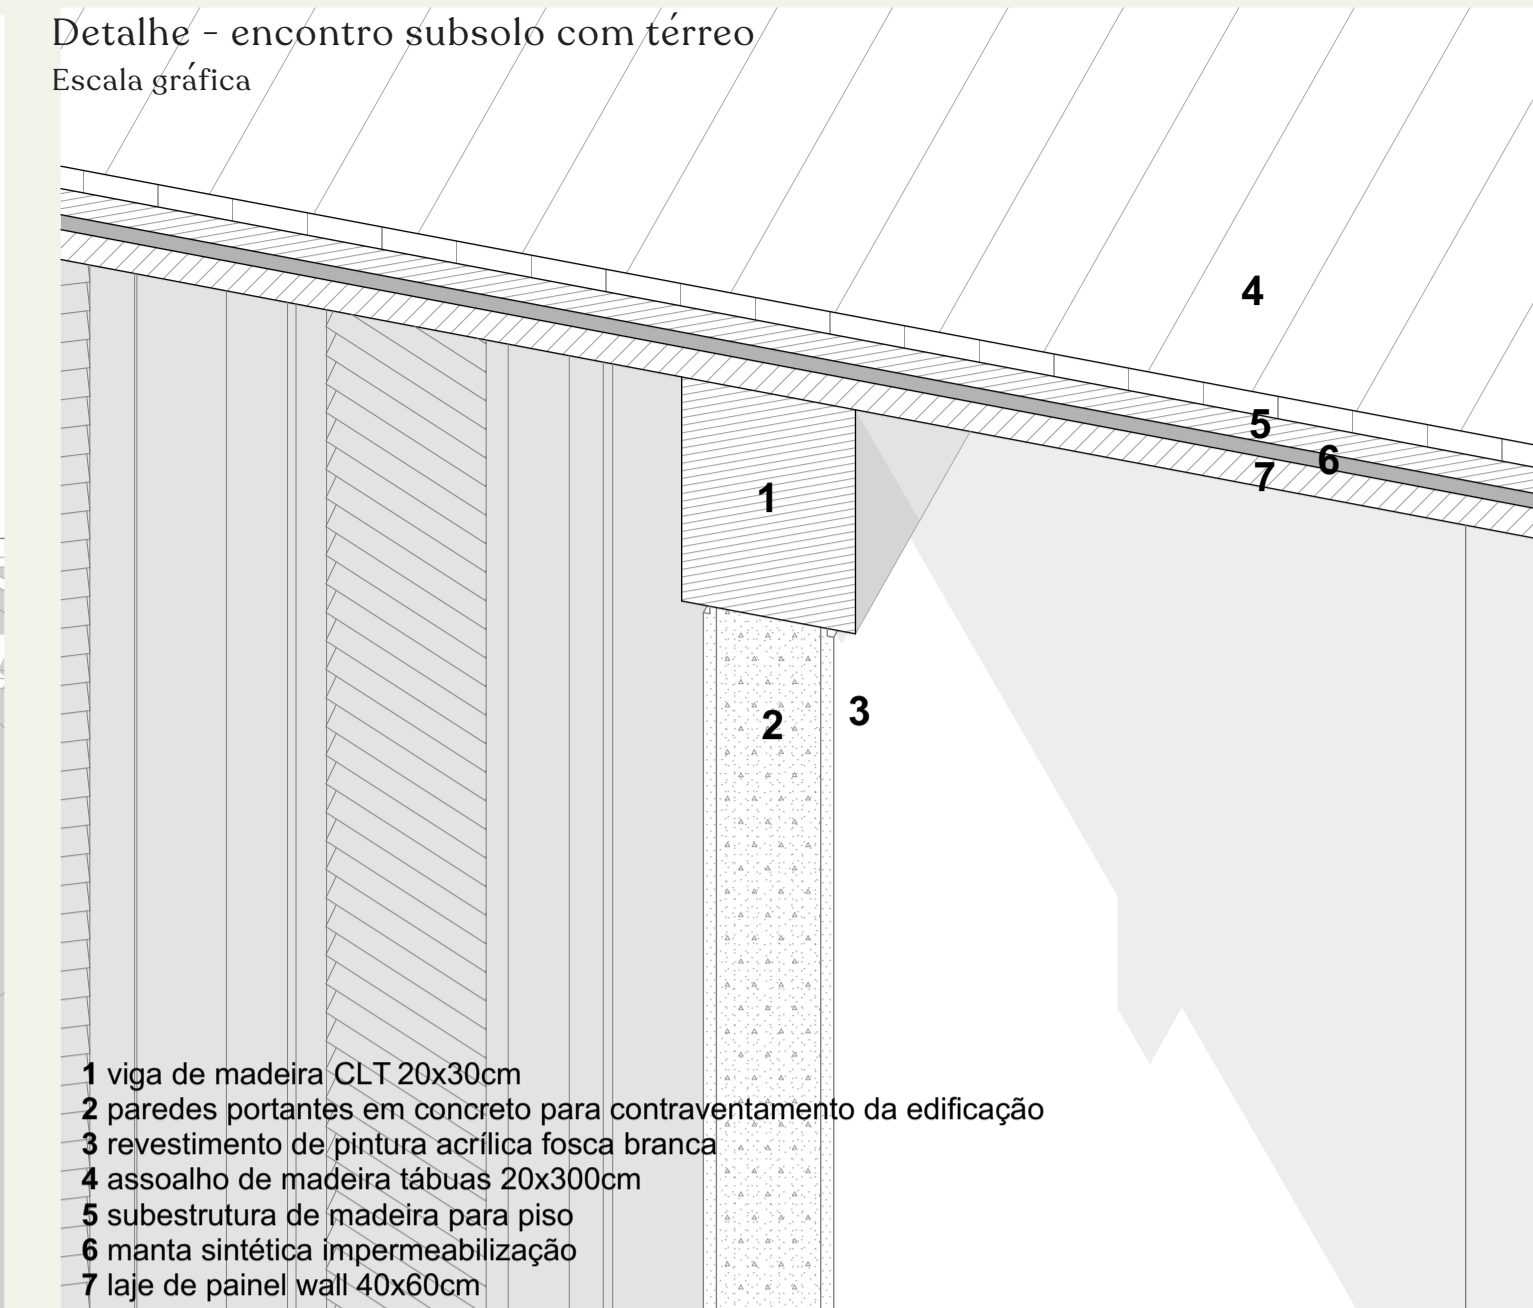 Detalhe - encontro subsolo com térreo
Escala gráfica
4
5
6
7
1
3
2
1 viga de madeira CLT 20x30cm
2 paredes portantes em concreto para contraventamento da edificação
3 revestimento de pintura acrílica fosca branca
4 assoalho de madeira tábuas 20x300cm
5 subestrutura de madeira para piso
6 manta sintética impermeabilização
7 laje de painel wall 40x60cm